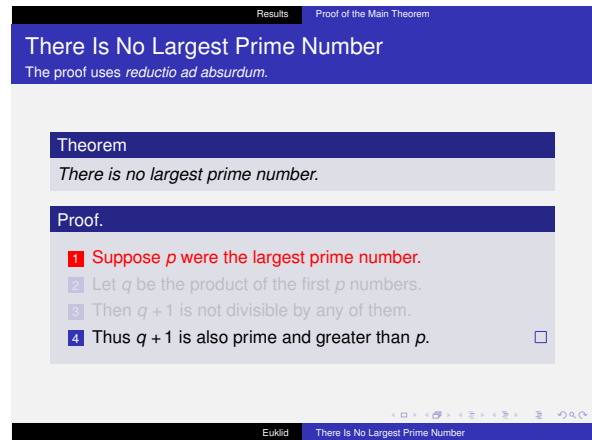 Results Proof of the Main Theorem
There Is No Largest Prime Number
The proof uses reductio ad absurdum.
Theorem
There is no largest prime number.
Proof.
1 Suppose p were the largest prime number.
2 Let q be the product of the first p numbers.
3 Then q + 1 is not divisible by any of them.
4 Thus q + 1 is also prime and greater than p.
Euklid There Is No Largest Prime Number